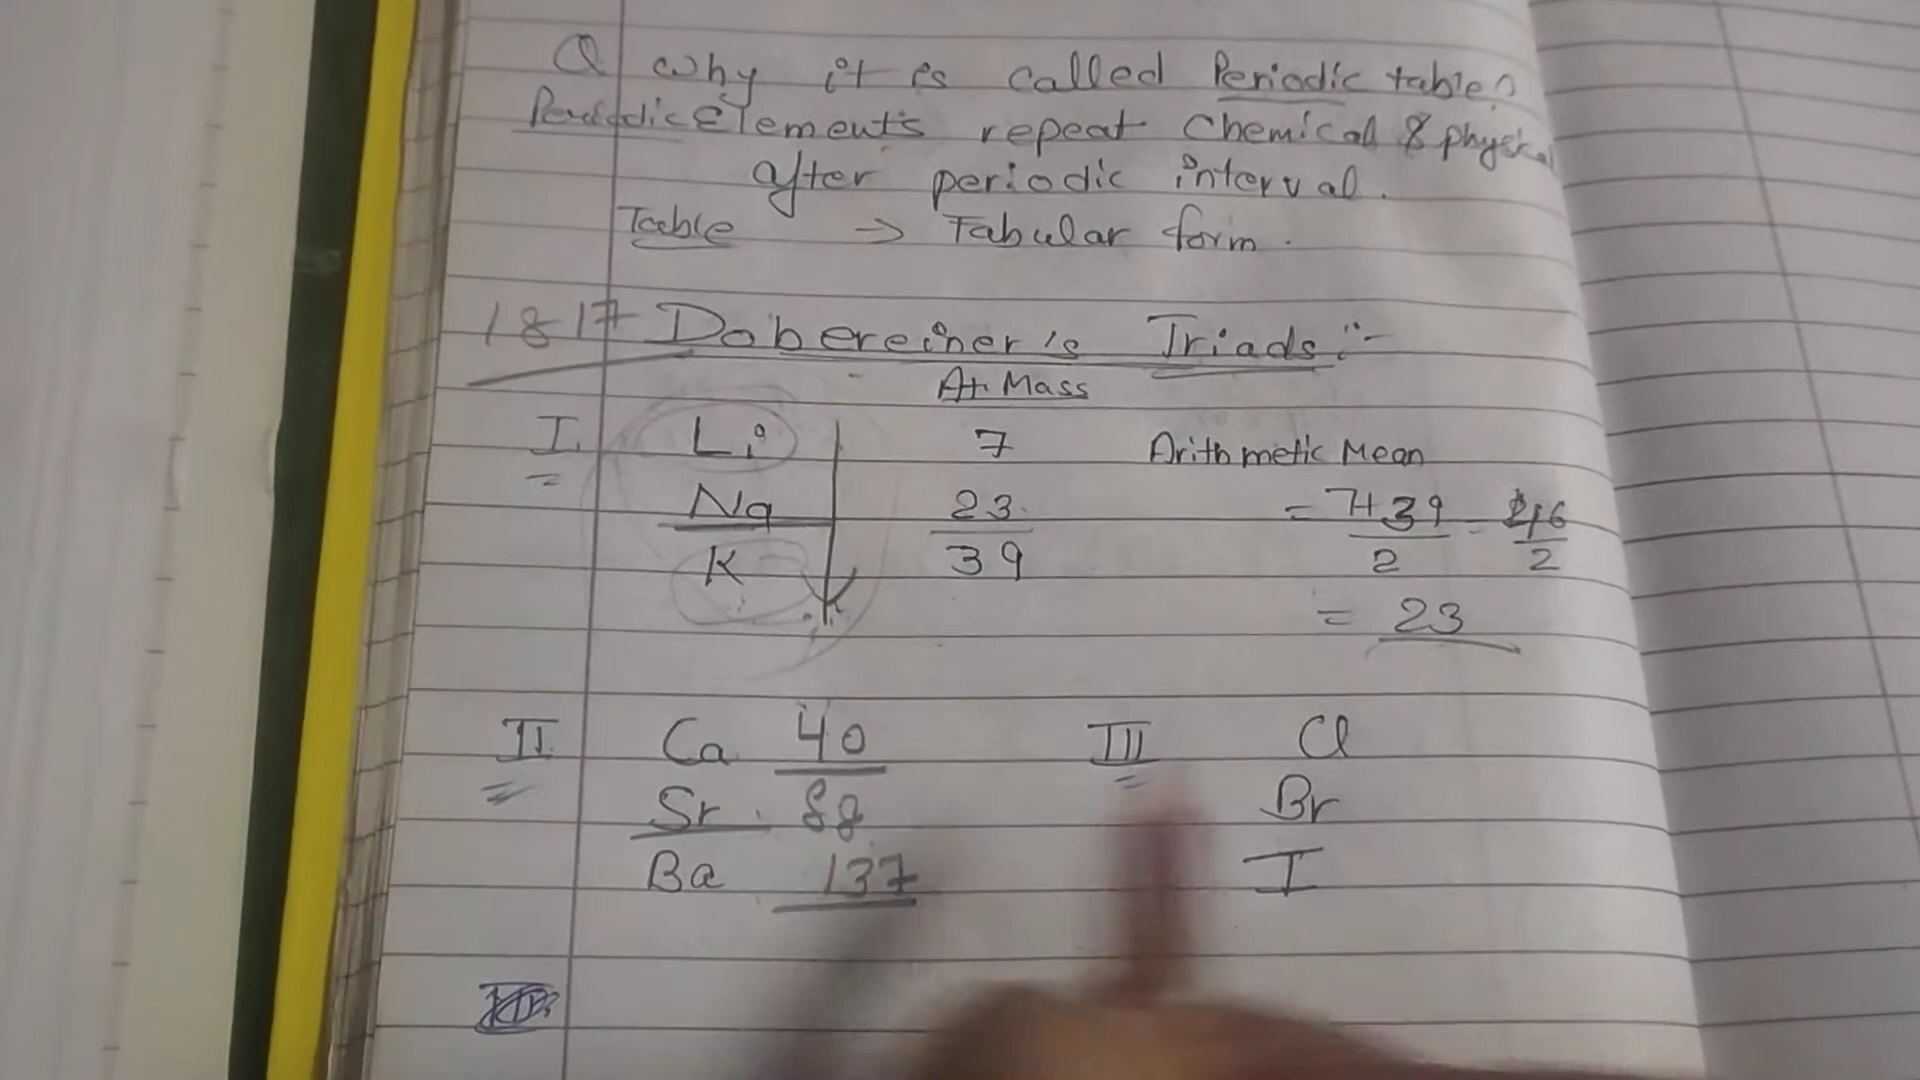 Q why it is called Periodic table?
Periodic Elements repeat Chemical & physical
after periodic interval.
Table → Tabular form.
1817 Dobereiner's Triads :-
At. Mass
I. Li 7 Arithmetic Mean
Na 23 = 7+39/2 = 46/2
K 39
= 23
II. Ca 40 III Cl
Sr. 88 Br
Ba 137 I